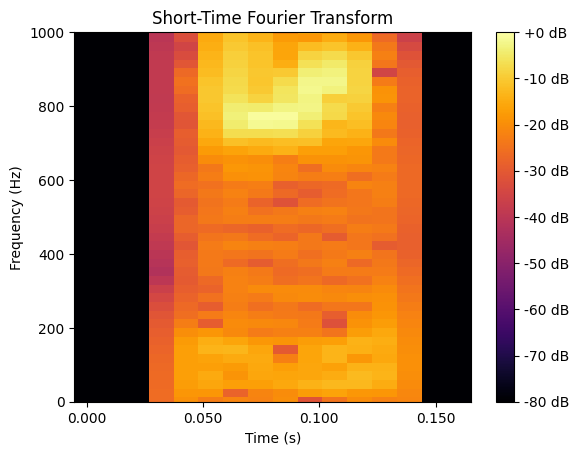 Short-Time Fourier Transform
1000
800
600
400
200
0
Frequency (Hz)
0.000
0.050
0.100
0.150
Time (s)
+0 dB
-10 dB
-20 dB
-30 dB
-40 dB
-50 dB
-60 dB
-70 dB
-80 dB